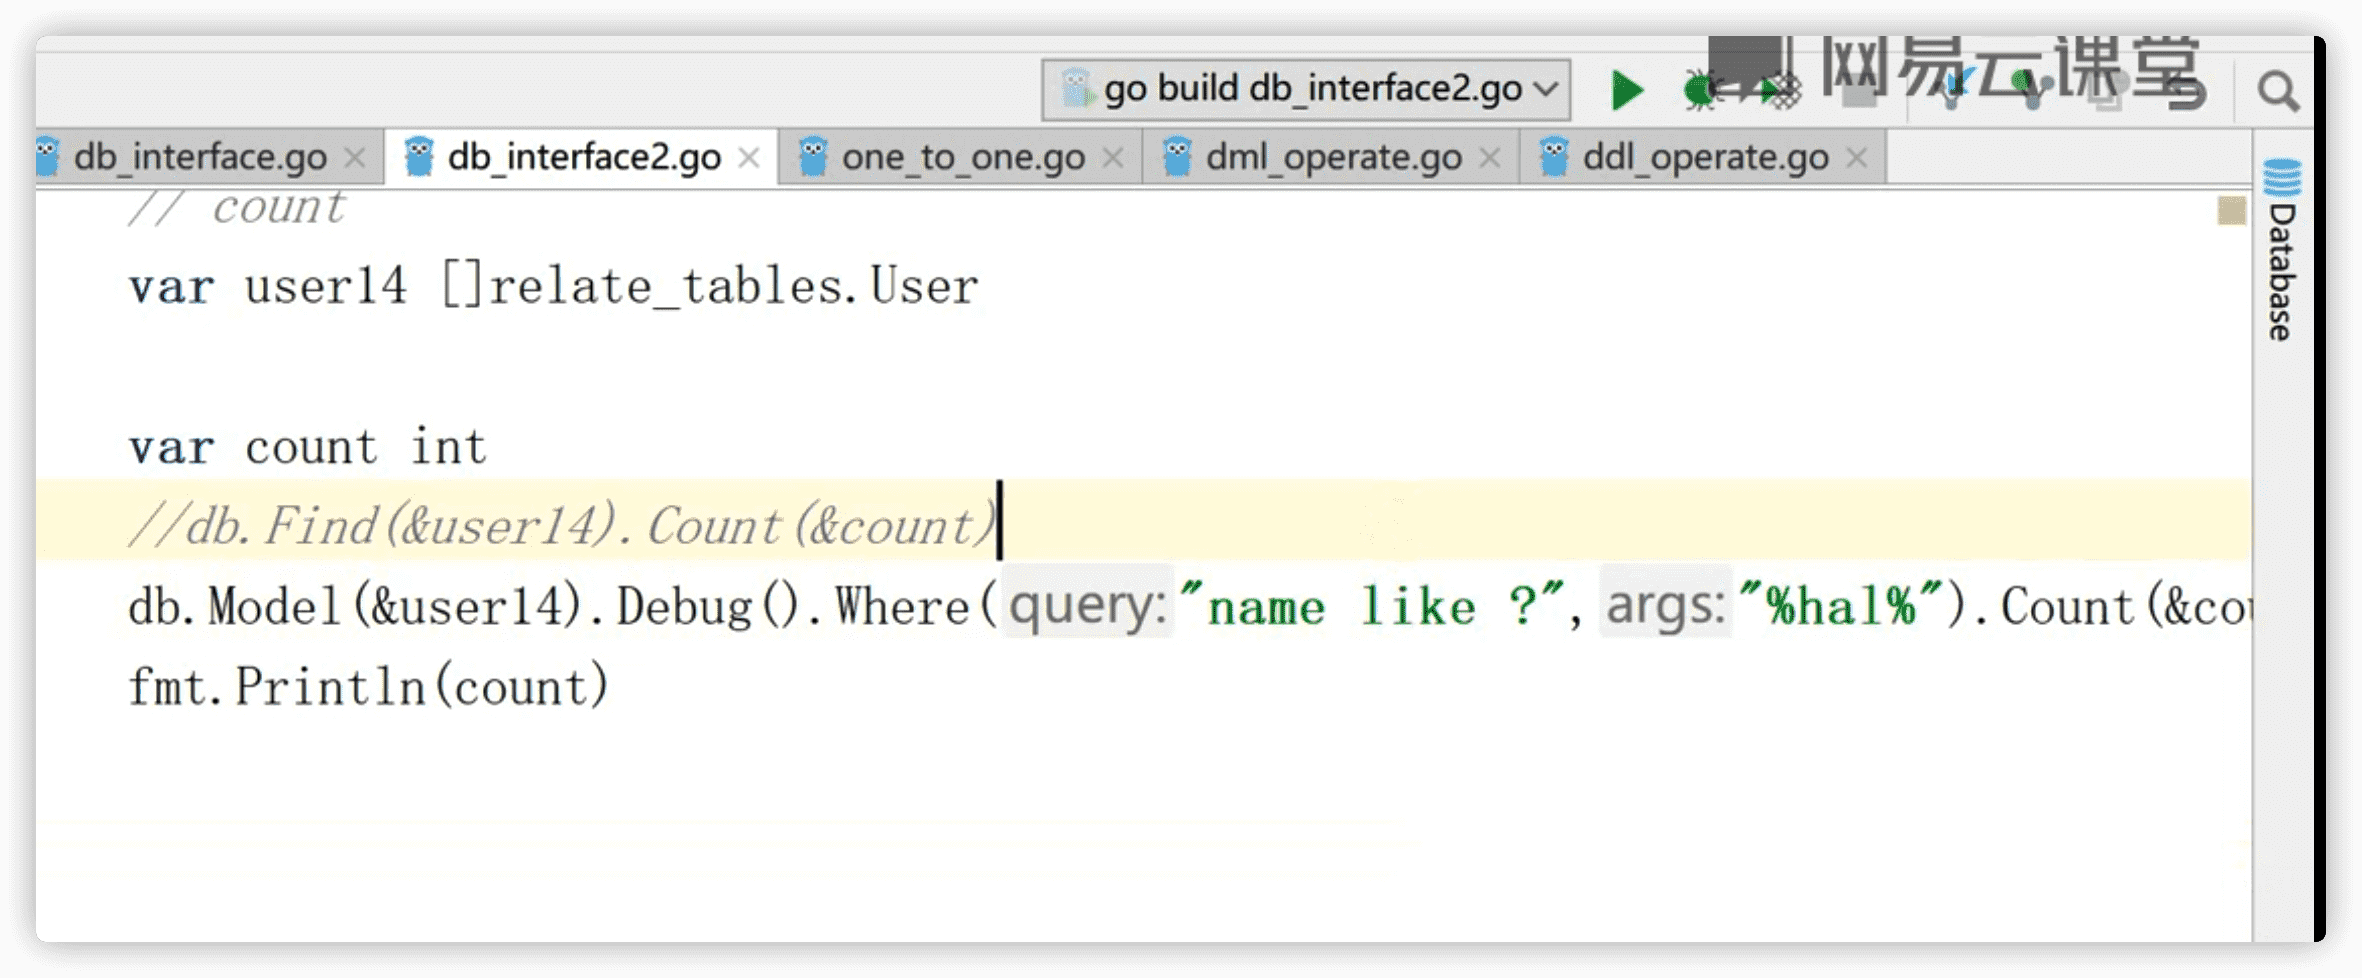 网易云课堂
go build db_interface2.go
db_interface.go
db_interface2.go
one_to_one.go
dml_operate.go
ddl_operate.go
Database
// count
var user14 []relate_tables.User
var count int
//db.Find(&user14).Count(&count)
db.Model(&user14).Debug().Where(query:"name like ?", args:"%hal%").Count(&cou
fmt.Println(count)